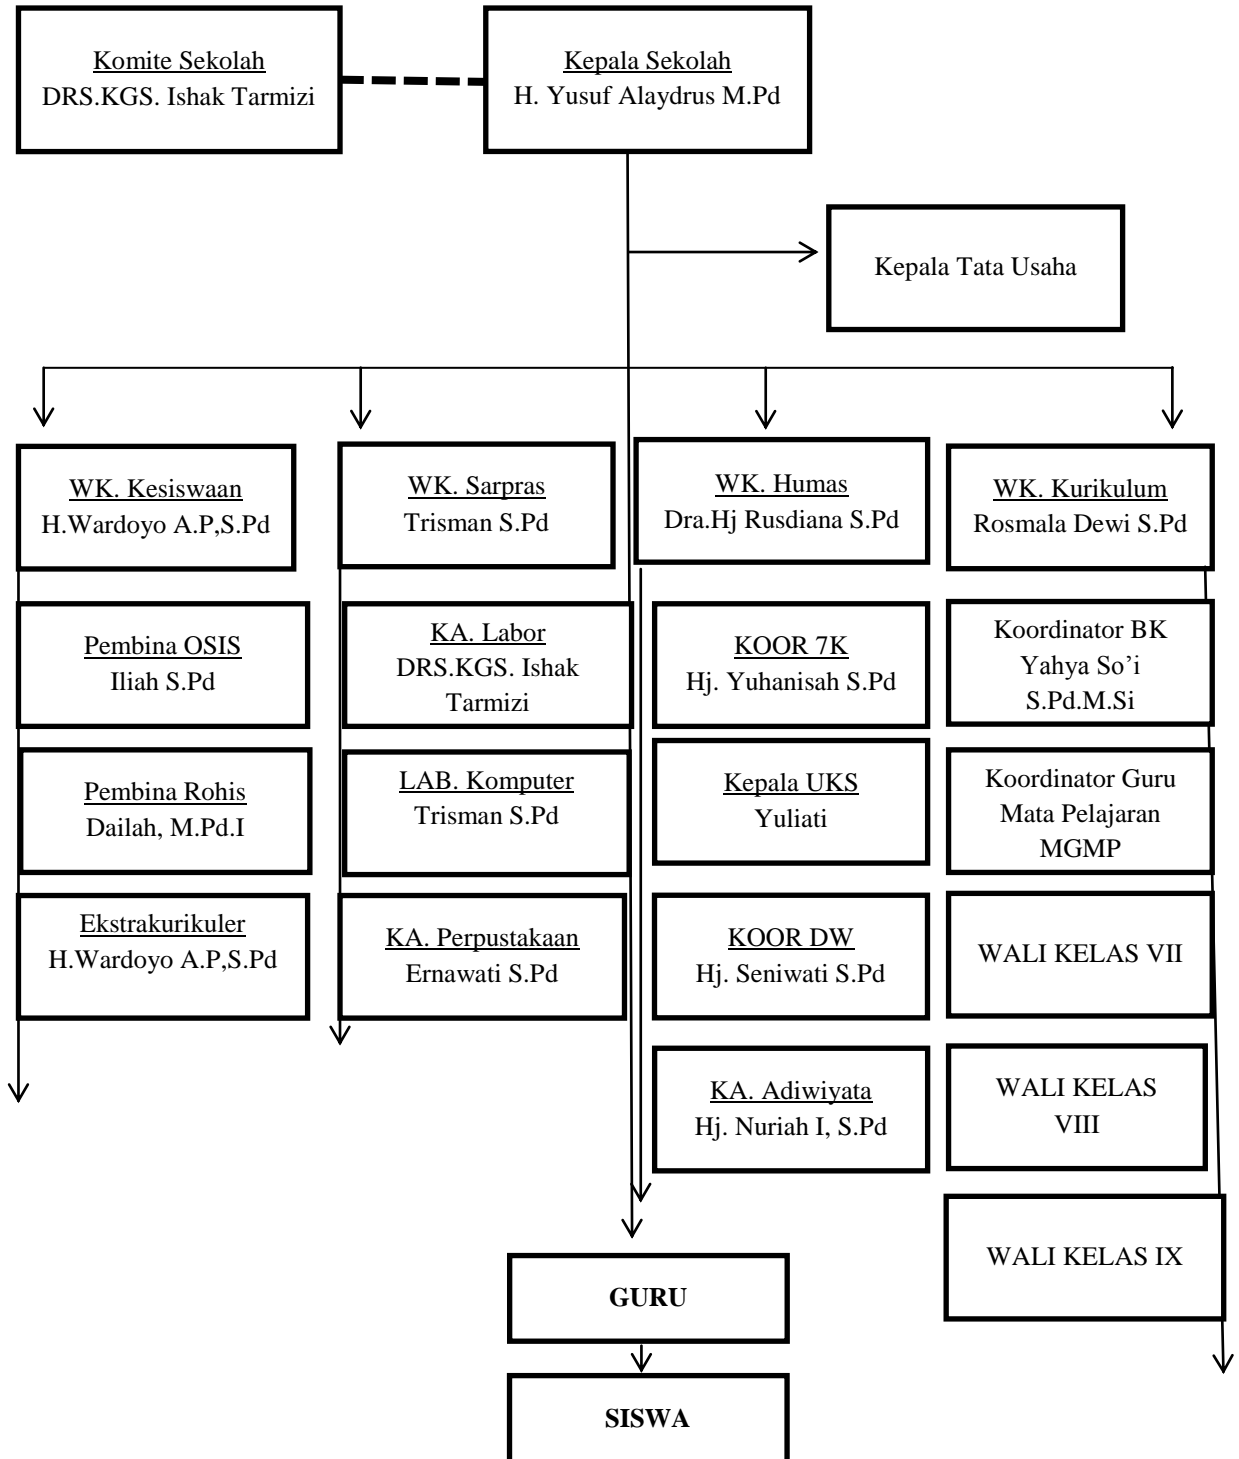 Komite Sekolah
DRS.KGS. Ishak Tarmizi
Kepala Sekolah
H. Yusuf Alaydrus M.Pd
Kepala Tata Usaha
WK. Kesiswaan
H.Wardoyo A.P,S.Pd
WK. Sarpras
Trisman S.Pd
WK. Humas
Dra.Hj Rusdiana S.Pd
WK. Kurikulum
Rosmala Dewi S.Pd
Pembina OSIS
Iliah S.Pd
KA. Labor
DRS.KGS. Ishak
Tarmizi
KOOR 7K
Hj. Yuhanisah S.Pd
Koordinator BK
Yahya So’i
S.Pd.M.Si
Pembina Rohis
Dailah, M.Pd.I
LAB. Komputer
Trisman S.Pd
Kepala UKS
Yuliati
Koordinator Guru
Mata Pelajaran
MGMP
Ekstrakurikuler
H.Wardoyo A.P,S.Pd
KA. Perpustakaan
Ernawati S.Pd
KOOR DW
Hj. Seniwati S.Pd
WALI KELAS VII
KA. Adiwiyata
Hj. Nuriah I, S.Pd
WALI KELAS
VIII
WALI KELAS IX
GURU
SISWA